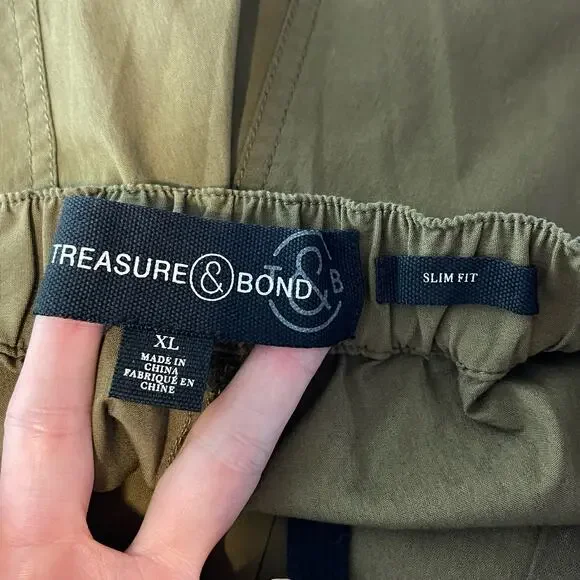 TREASURE & BOND
T & B
SLIM FIT
XL
MADE IN
CHINA
FABRIQUÉ EN
CHINE